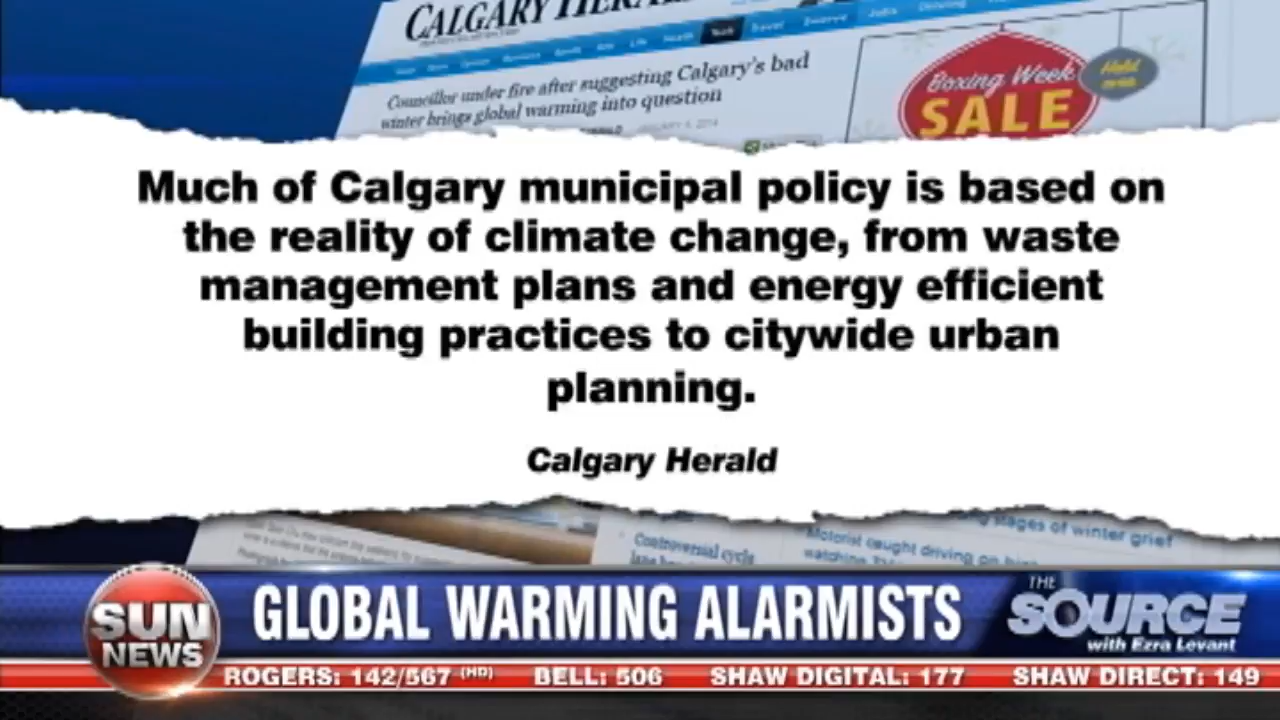 CALGARY HERALD
Tech Travel Jobs Driving
Councillor under fire after suggesting Calgary's bad
winter brings global warming into question
Boxing Week
SALE
Much of Calgary municipal policy is based on
the reality of climate change, from waste
management plans and energy efficient
building practices to citywide urban
planning.
Calgary Herald
stages of winter grief
Controversial cycle
Motorist caught driving on
SUN
NEWS
GLOBAL WARMING ALARMISTS
THE
SOURCE
with Ezra Levant
ROGERS: 142/567 (HD) BELL: 506 SHAW DIGITAL: 177 SHAW DIRECT: 149